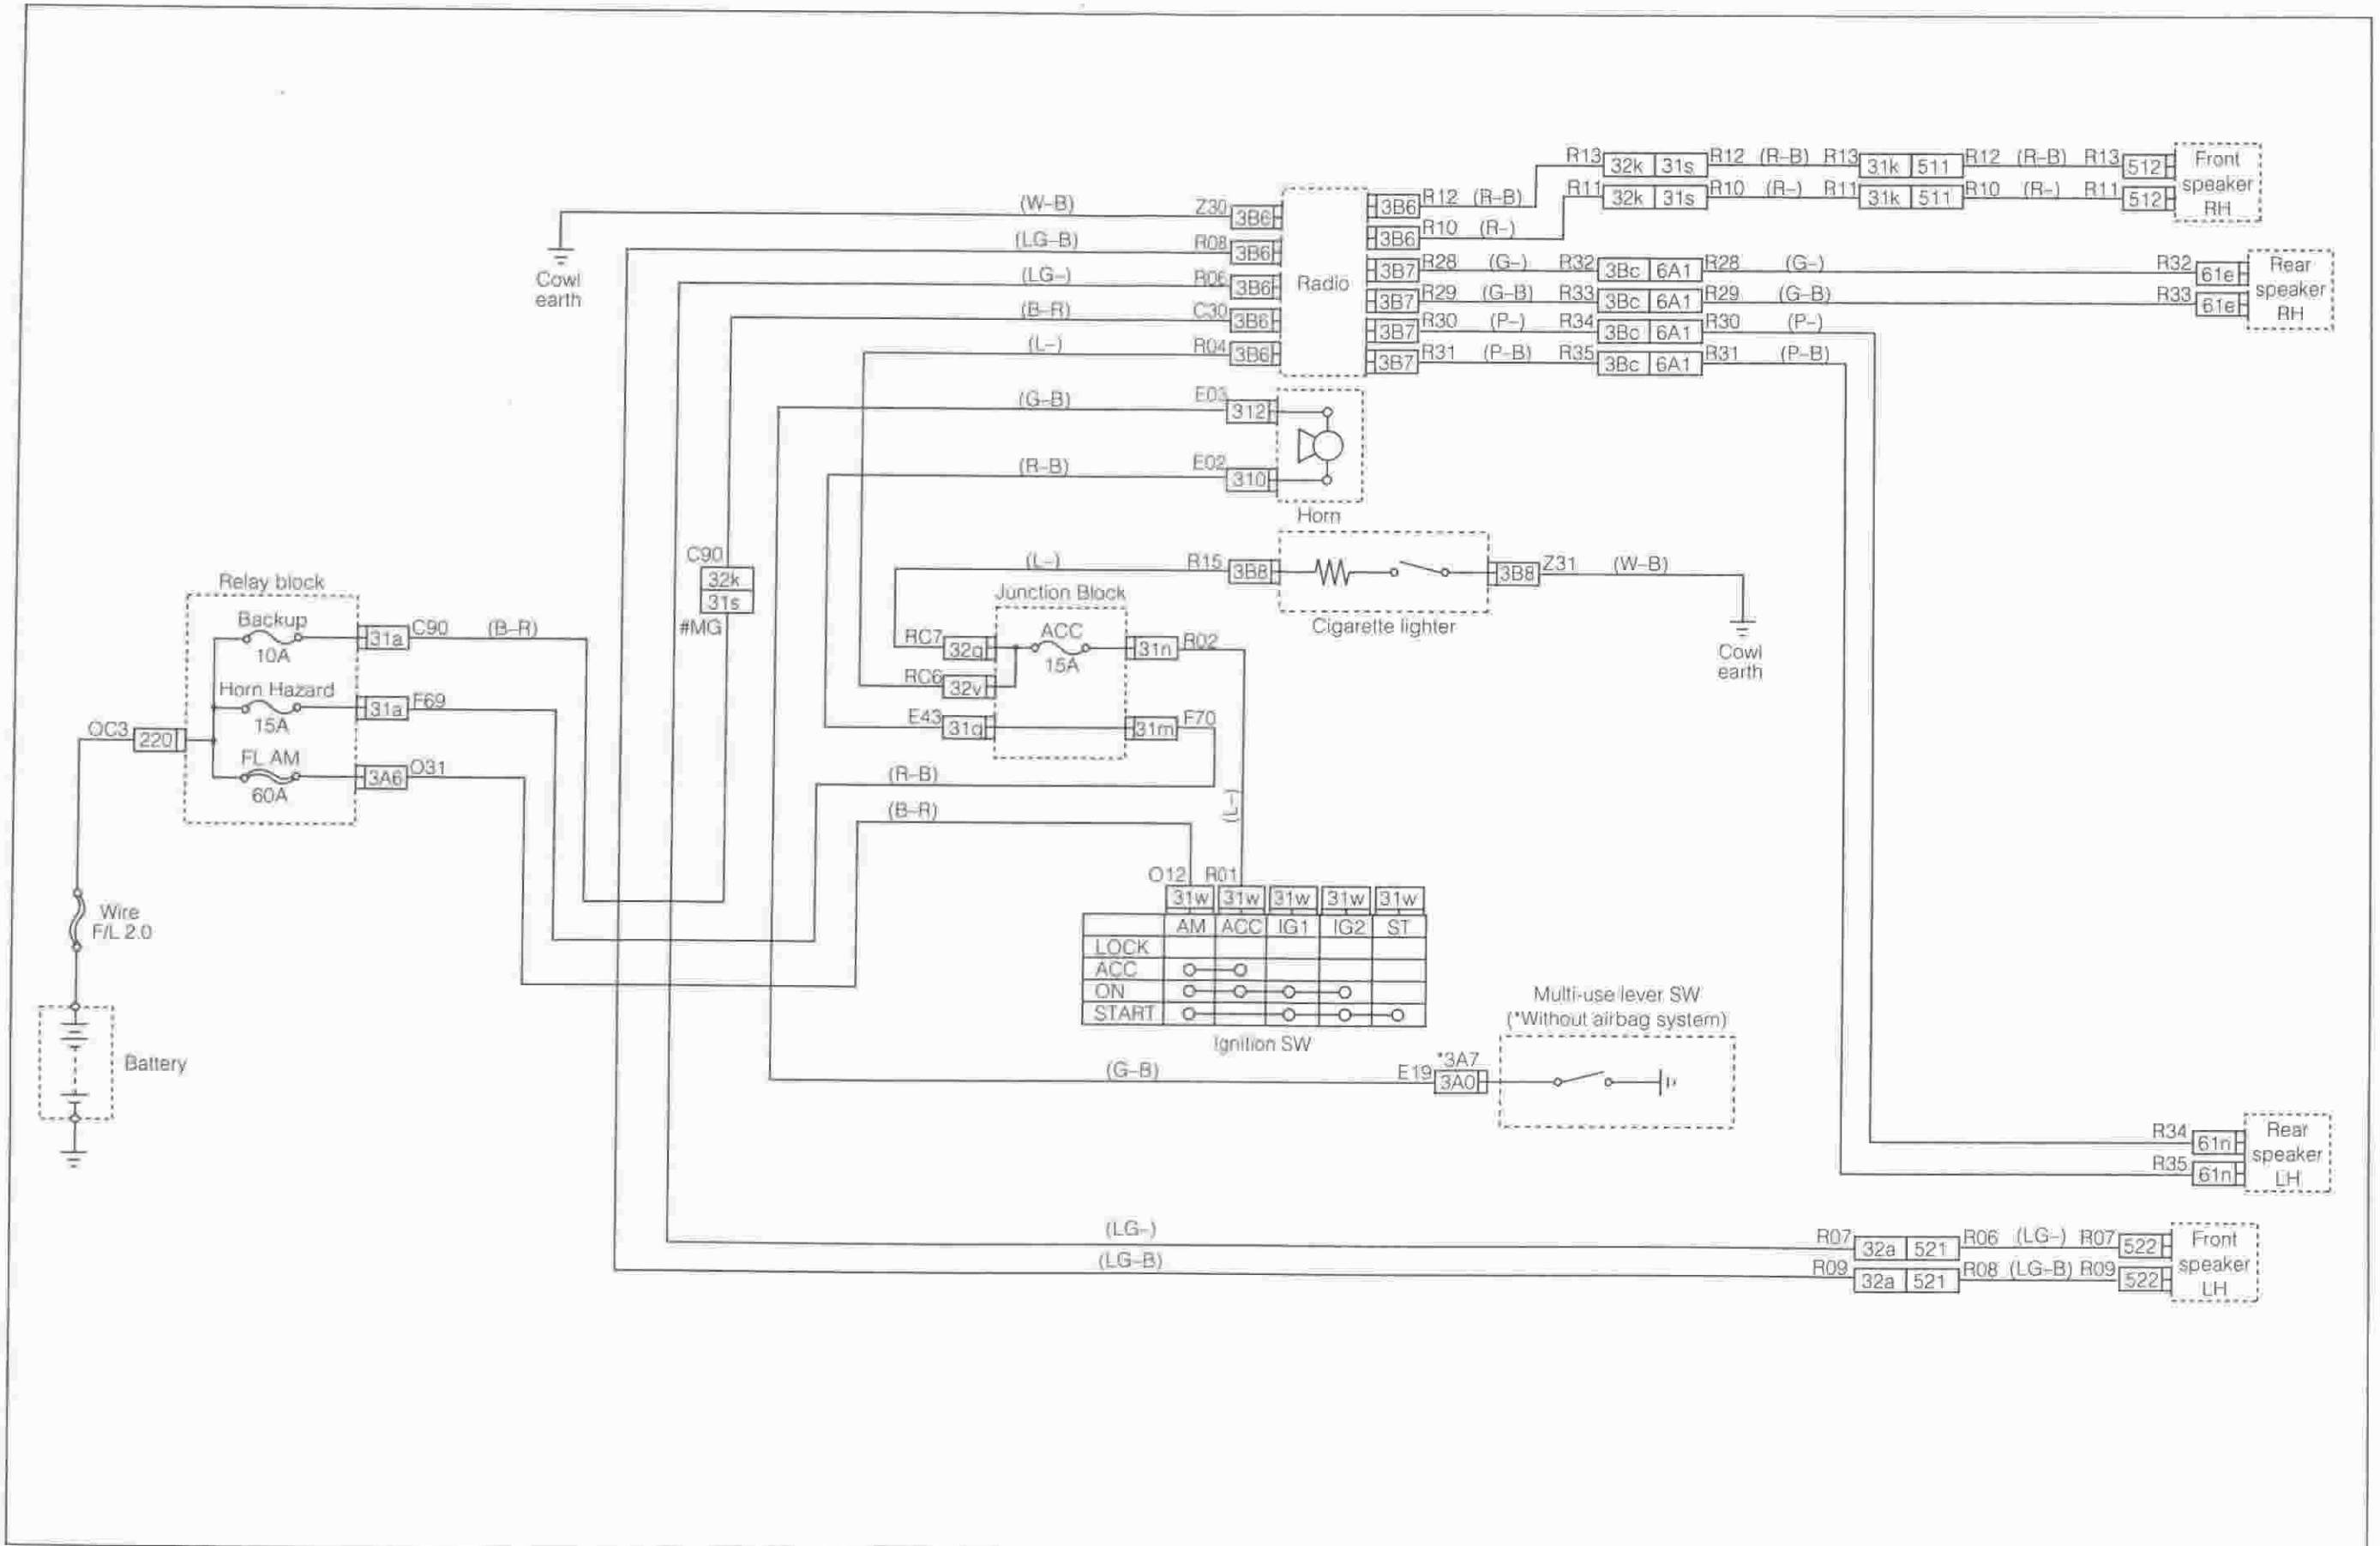 R13 32k 31s R12 (R-B) R13 31k 511 R12 (R-B) R13 512 Front
R11 32k 31s R10 (R-) R11 31k 511 R10 (R-) R11 512 speaker
RH
(W-B) Z30 3B6
3B6 R12 (R-B)
Cowl
earth
(LG-B) R08 3B6
3B6 R10 (R-)
(LG-) R06 3B6
Radio
3B7 R28 (G-) R32 3Bc 6A1 R28 (G-) R32 61e Rear
speaker
3B7 R29 (G-B) R33 3Bc 6A1 R29 (G-B) R33 61e RH
(B-R) C30 3B6
3B7 R30 (P-) R34 3Bc 6A1 R30 (P-)
(L-) R04 3B6
3B7 R31 (P-B) R35 3Bc 6A1 R31 (P-B)
(G-B) E03 312
(R-B) E02 310
Horn
C90
32k
31s
#MG
(L-) R15 3B8 3B8 Z31 (W-B)
Cigarette lighter
Cowl
earth
Relay block
Backup
10A
31a C90 (B-R)
Horn Hazard
15A
31a F69
OC3 220
FL AM
60A
3A6 O31
Junction Block
RC7 32q ACC 31n R02
15A
RC6 32v
E43 31q 31m F70
(R-B)
(B-R)
(L-)
Wire
F/L 2.0
Battery
O12 R01
31w 31w 31w 31w 31w
AM ACC IG1 IG2 ST
LOCK
ACC
ON
START
Ignition SW
Multi-use lever SW
(*Without airbag system)
(G-B) E19 *3A7
3A0
R34 61n Rear
speaker
R35 61n LH
(LG-) R07 32a 521 R06 (LG-) R07 522 Front
speaker
(LG-B) R09 32a 521 R08 (LG-B) R09 522 LH